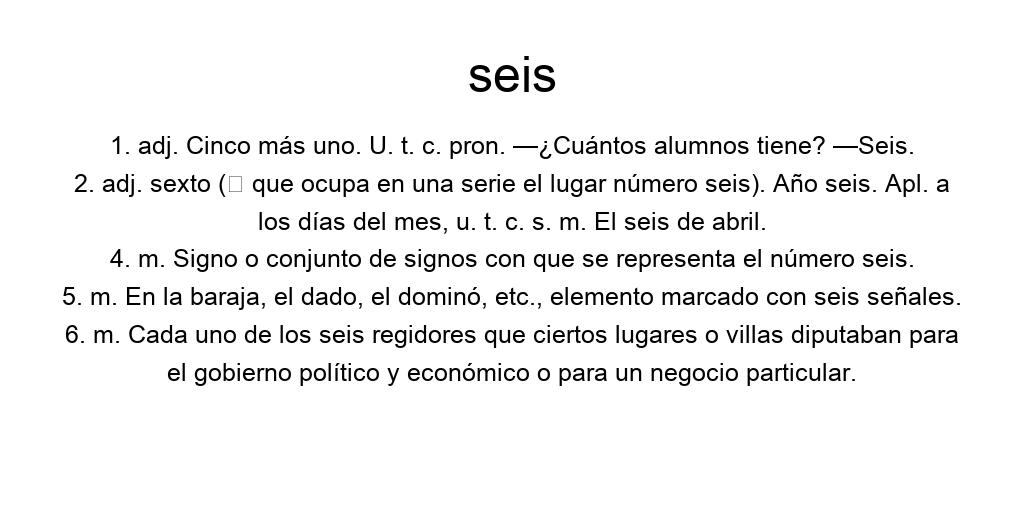 seis
1. adj. Cinco más uno. U. t. c. pron. —¿Cuántos alumnos tiene? —Seis.
2. adj. sexto (▯ que ocupa en una serie el lugar número seis). Año seis. Apl. a
los días del mes, u. t. c. s. m. El seis de abril.
4. m. Signo o conjunto de signos con que se representa el número seis.
5. m. En la baraja, el dado, el dominó, etc., elemento marcado con seis señales.
6. m. Cada uno de los seis regidores que ciertos lugares o villas diputaban para
el gobierno político y económico o para un negocio particular.